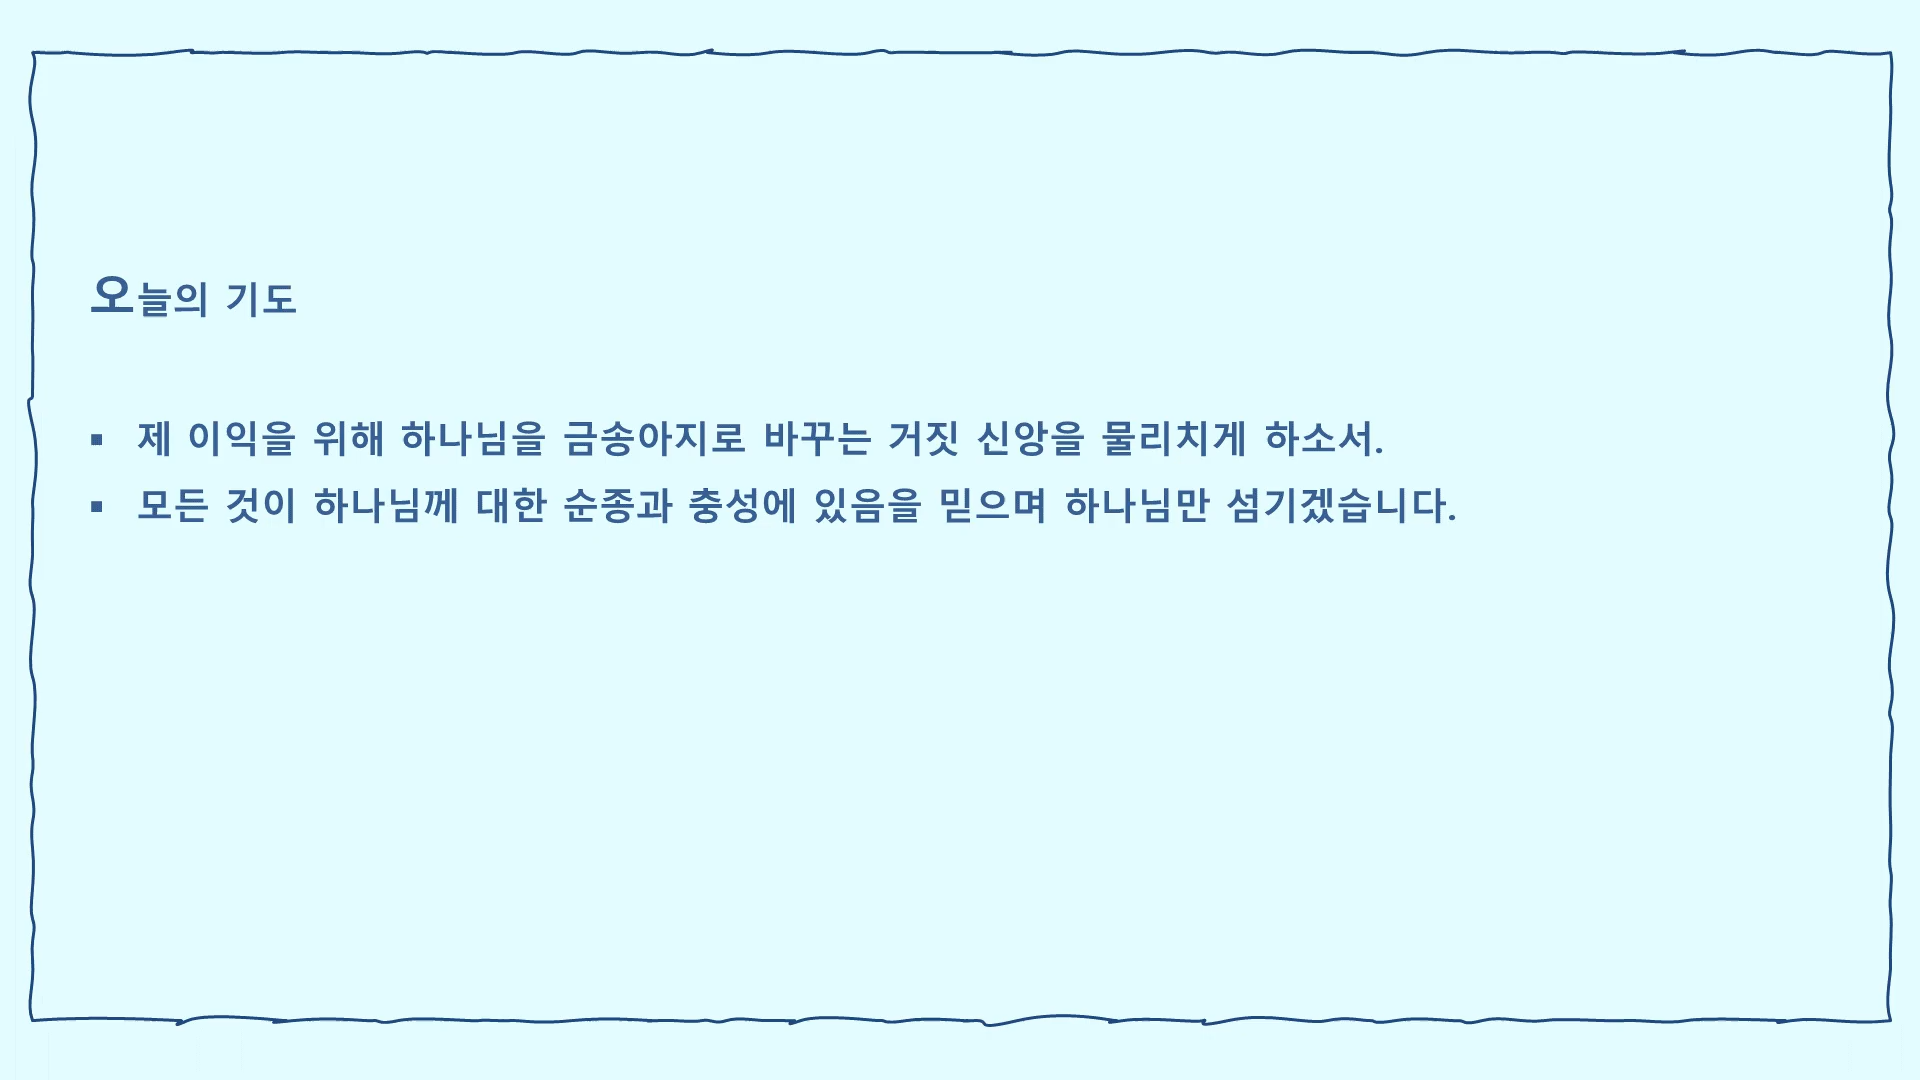 오늘의 기도
▪ 제 이익을 위해 하나님을 금송아지로 바꾸는 거짓 신앙을 물리치게 하소서.
▪ 모든 것이 하나님께 대한 순종과 충성에 있음을 믿으며 하나님만 섬기겠습니다.